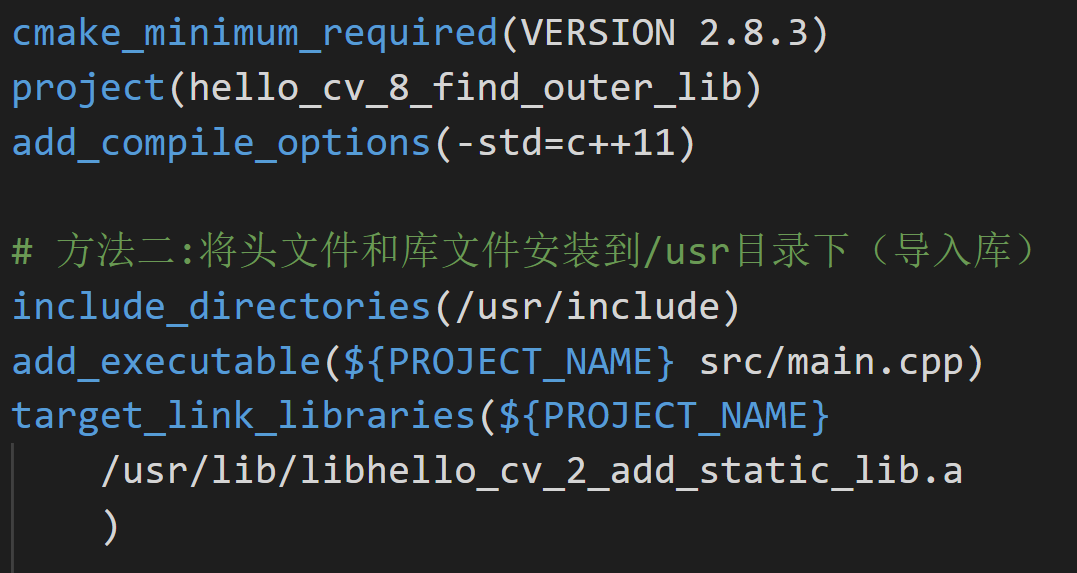 cmake_minimum_required(VERSION 2.8.3)
project(hello_cv_8_find_outer_lib)
add_compile_options(-std=c++11)
# 方法二:将头文件和库文件安装到/usr目录下（导入库）
include_directories(/usr/include)
add_executable(${PROJECT_NAME} src/main.cpp)
target_link_libraries(${PROJECT_NAME}
/usr/lib/libhello_cv_2_add_static_lib.a
)